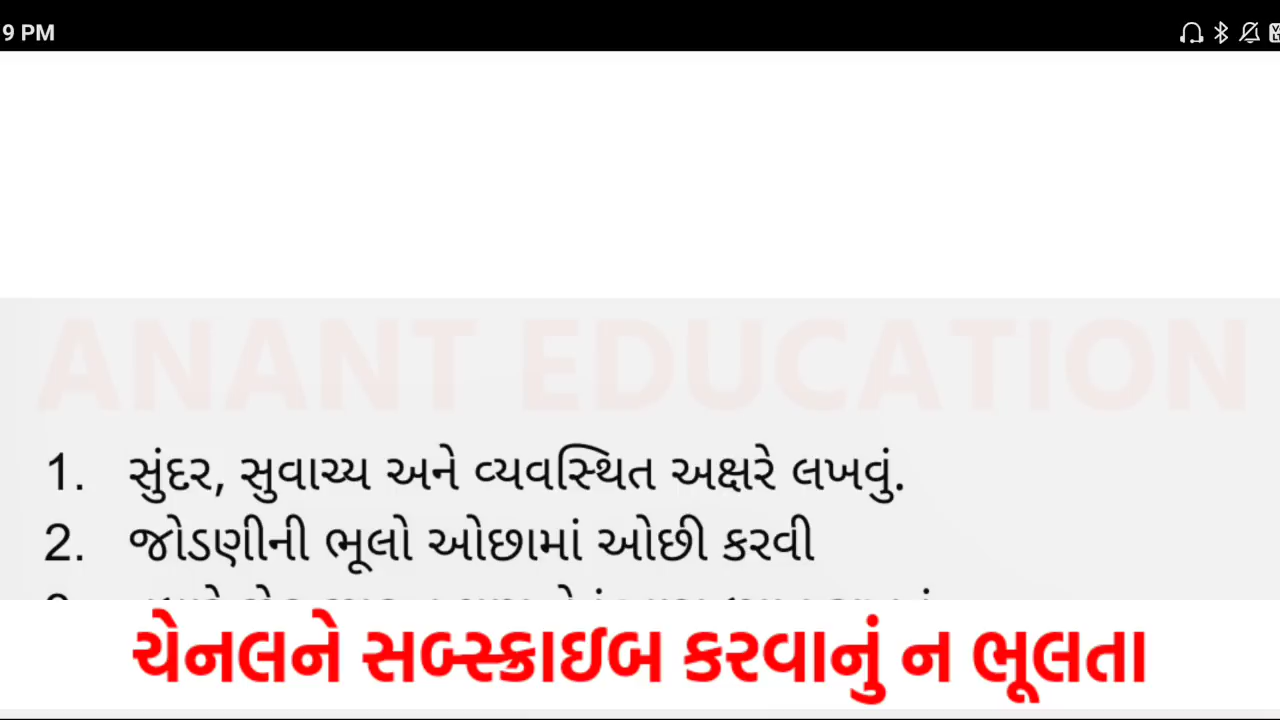 9 PM
ANANT EDUCATION
1. સુંદર, સુવાચ્ય અને વ્યવસ્થિત અક્ષરે લખવું.
2. જોડણીની ભૂલો ઓછામાં ઓછી કરવી
ચેનલને સબ્સ્ક્રાઇબ કરવાનું ન ભૂલતા